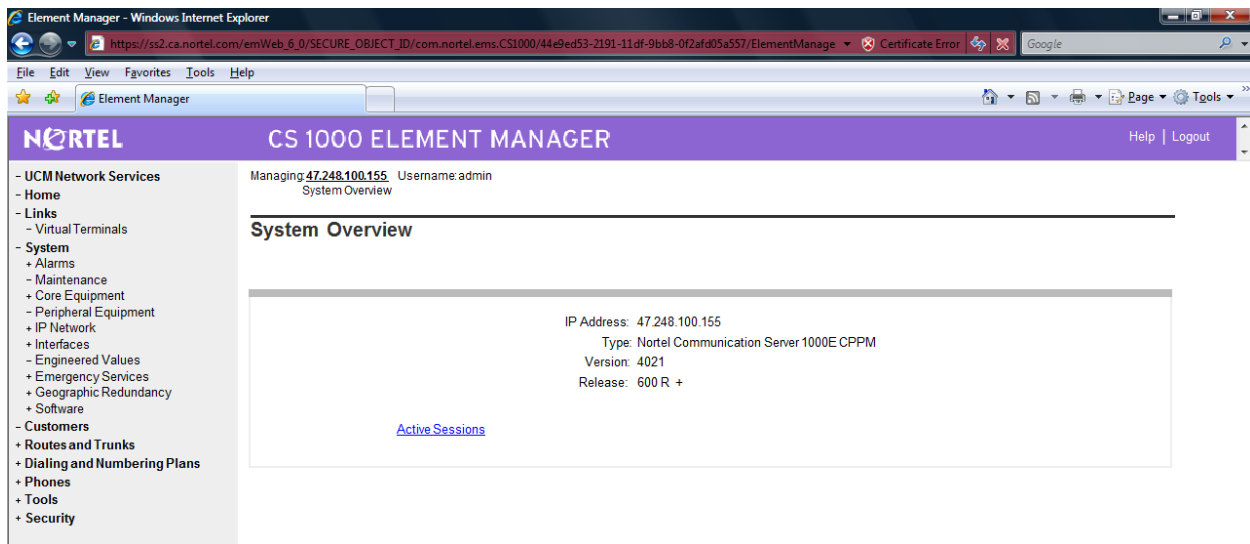 Element Manager - Windows Internet Explorer
https://ss2.ca.nortel.com/emWeb_6_0/SECURE_OBJECT_ID/com.nortel.ems.CS1000/44e9ed53-2191-11df-9bb8-0f2afd05a557/ElementManage Certificate Error Google
File Edit View Favorites Tools Help
Element Manager Page Tools
NORTEL CS 1000 ELEMENT MANAGER Help | Logout
- UCM Network Services
- Home
- Links
- Virtual Terminals
- System
+ Alarms
- Maintenance
+ Core Equipment
- Peripheral Equipment
+ IP Network
+ Interfaces
- Engineered Values
+ Emergency Services
+ Geographic Redundancy
+ Software
- Customers
+ Routes and Trunks
+ Dialing and Numbering Plans
+ Phones
+ Tools
+ Security
Managing: 47.248.100.155 Username: admin
System Overview
System Overview
IP Address: 47.248.100.155
Type: Nortel Communication Server 1000E CPPM
Version: 4021
Release: 600 R +
Active Sessions